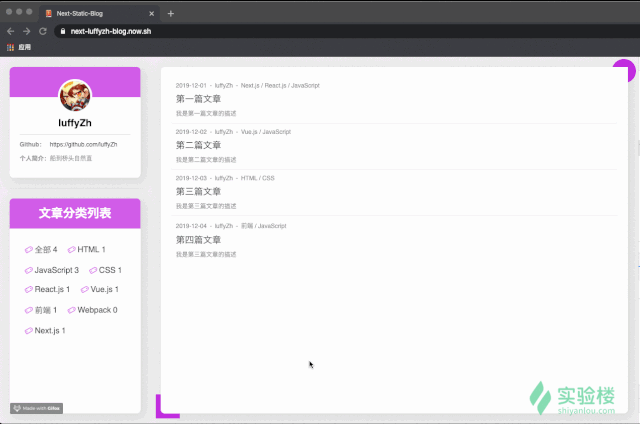 Next-Static-Blog
next-luffyzh-blog.now.sh
应用
luffyZh
Github: https://github.com/luffyZh
个人简介: 船到桥头自然直
文章分类列表
全部 4 HTML 1
JavaScript 3 CSS 1
React.js 1 Vue.js 1
前端 1 Webpack 0
Next.js 1
2019-12-01 • luffyZh • Next.js / React.js / JavaScript
第一篇文章
我是第一篇文章的描述
2019-12-02 • luffyZh • Vue.js / JavaScript
第二篇文章
我是第二篇文章的描述
2019-12-03 • luffyZh • HTML / CSS
第三篇文章
我是第三篇文章的描述
2019-12-04 • luffyZh • 前端 / JavaScript
第四篇文章
我是第三篇文章的描述
Made with Gifox
实验楼
shiyanlou.com